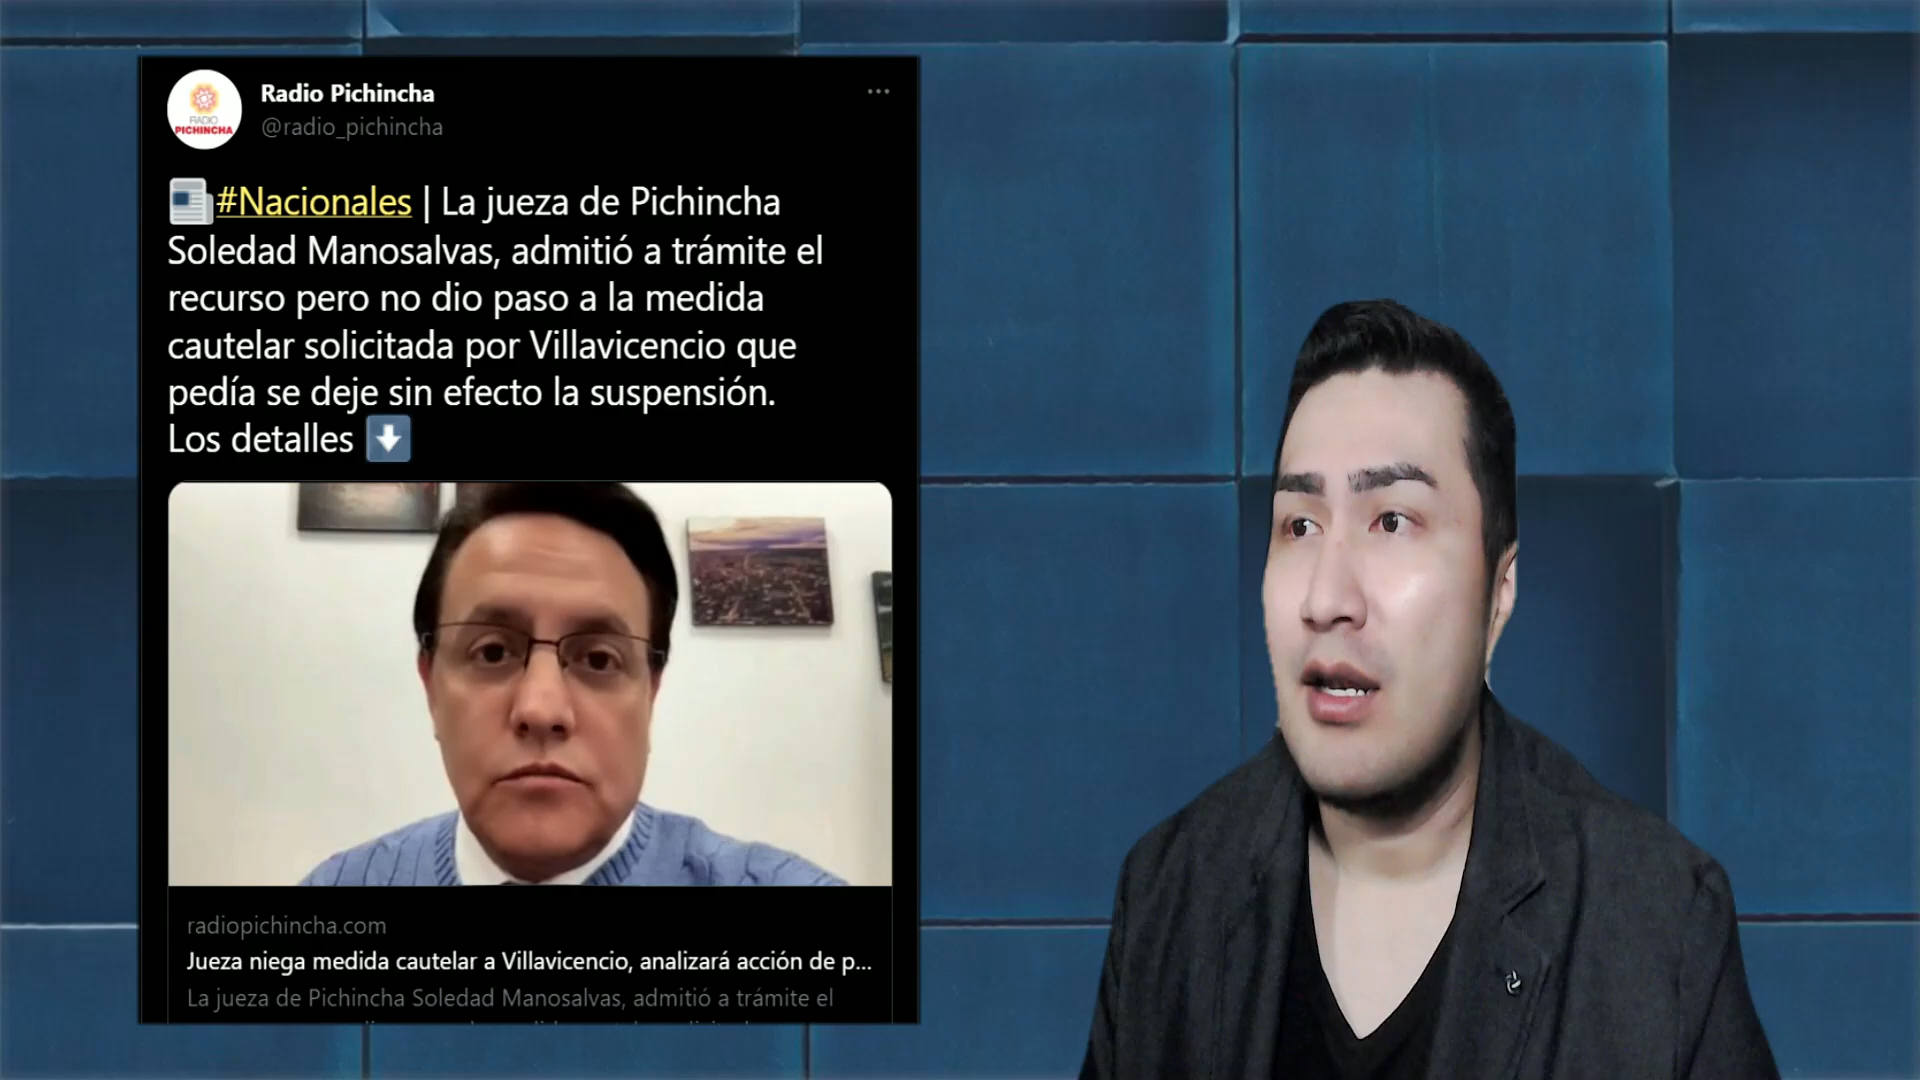 Radio Pichincha
@radio_pichincha
RADIO
PICHINCHA
#Nacionales | La jueza de Pichincha
Soledad Manosalvas, admitió a trámite el
recurso pero no dio paso a la medida
cautelar solicitada por Villavicencio que
pedía se deje sin efecto la suspensión.
Los detalles
radiopichincha.com
Jueza niega medida cautelar a Villavicencio, analizará acción de p...
La jueza de Pichincha Soledad Manosalvas, admitió a trámite el